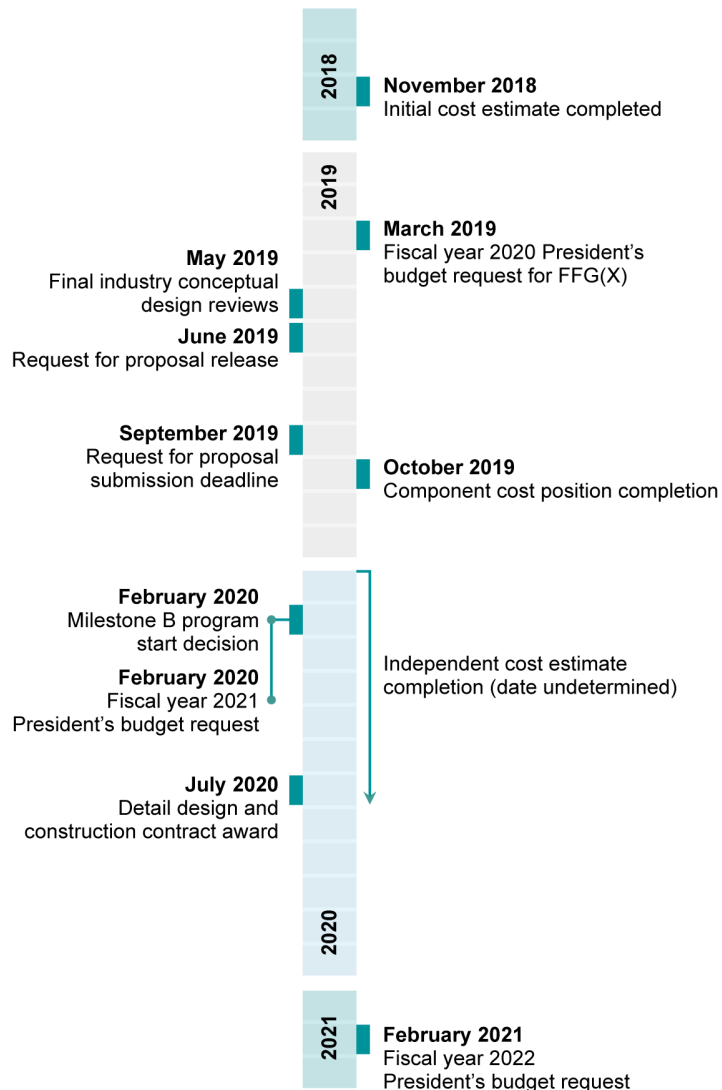 2018
November 2018
Initial cost estimate completed
2019
March 2019
Fiscal year 2020 President’s
budget request for FFG(X)
May 2019
Final industry conceptual
design reviews
June 2019
Request for proposal release
September 2019
Request for proposal
submission deadline
October 2019
Component cost position completion
February 2020
Milestone B program
start decision
February 2020
Fiscal year 2021
President’s budget request
Independent cost estimate
completion (date undetermined)
July 2020
Detail design and
construction contract award
2020
2021
February 2021
Fiscal year 2022
President’s budget request